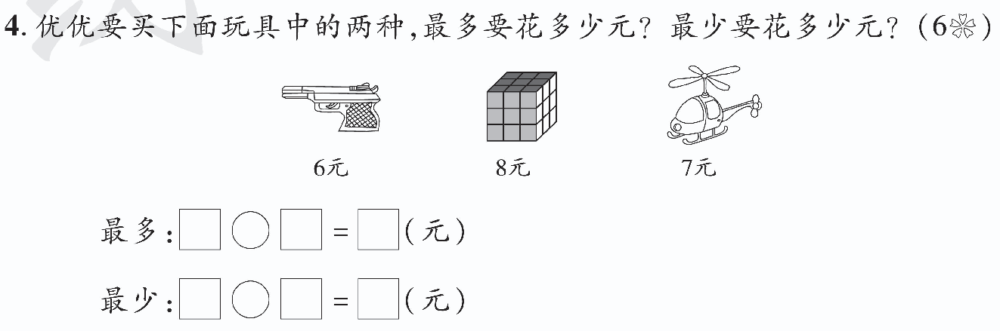 4. 优优要买下面玩具中的两种,最多要花多少元? 最少要花多少元? (6)
6元 8元 7元
最多:□○□=□(元)
最少:□○□=□(元)